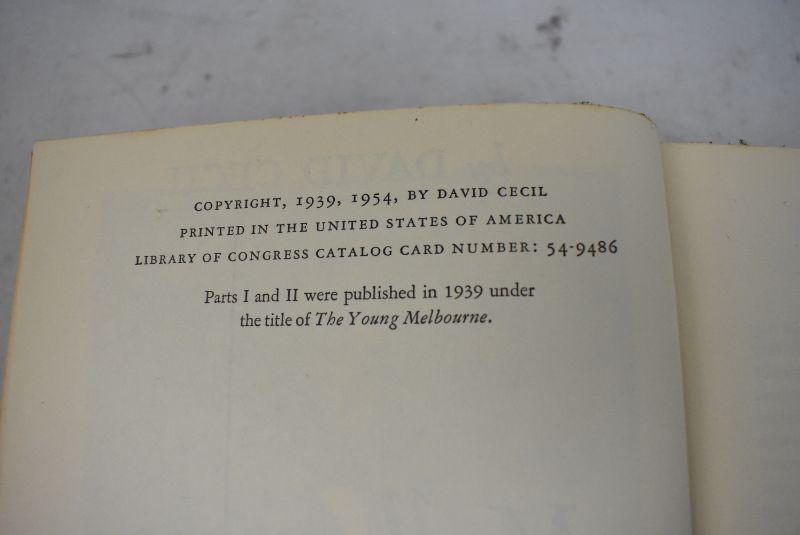 COPYRIGHT, 1939, 1954, BY DAVID CECIL
PRINTED IN THE UNITED STATES OF AMERICA
LIBRARY OF CONGRESS CATALOG CARD NUMBER: 54-9486
Parts I and II were published in 1939 under
the title of The Young Melbourne.